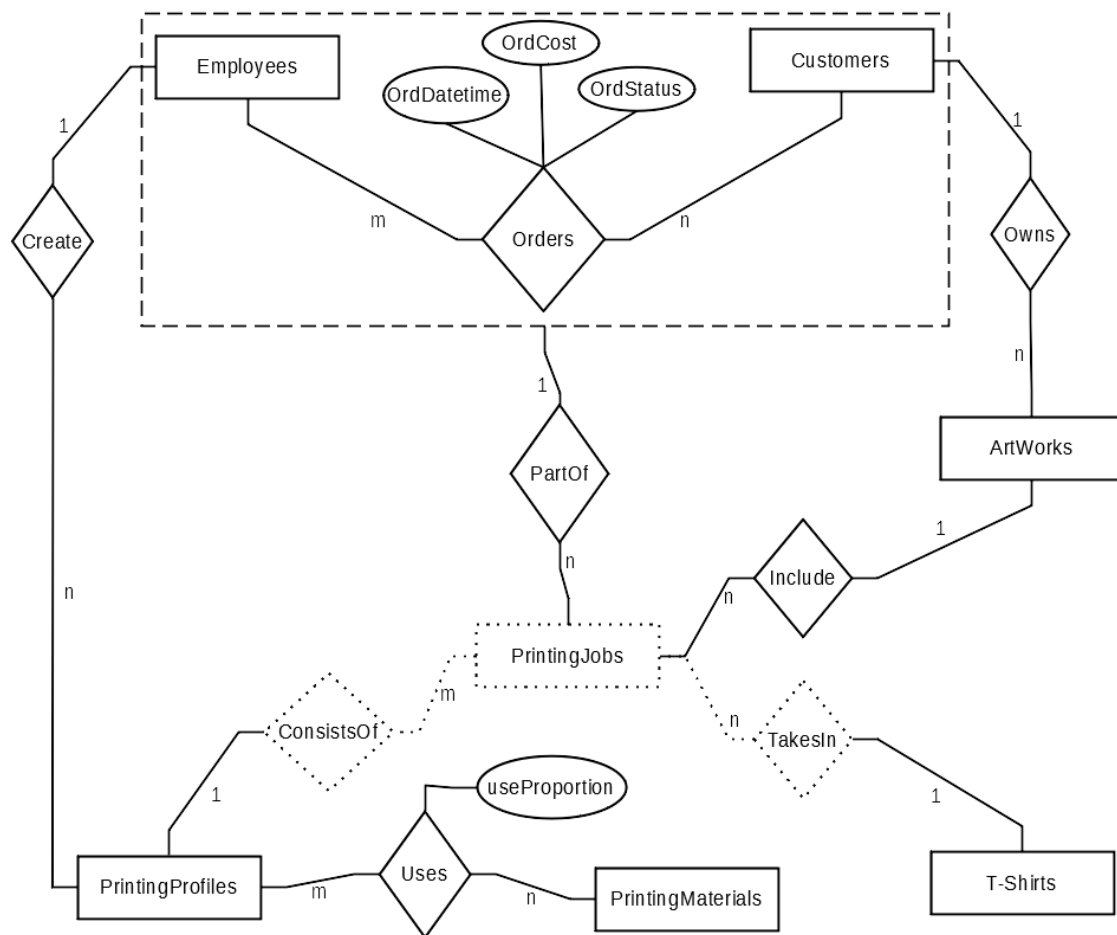 OrdCost
Employees
Customers
OrdDatetime
OrdStatus
1
1
m
n
Create
Orders
Owns
n
1
ArtWorks
PartOf
1
n
Include
n
n
PrintingJobs
m
n
ConsistsOf
TakesIn
useProportion
1
1
PrintingProfiles
m
Uses
n
PrintingMaterials
T-Shirts